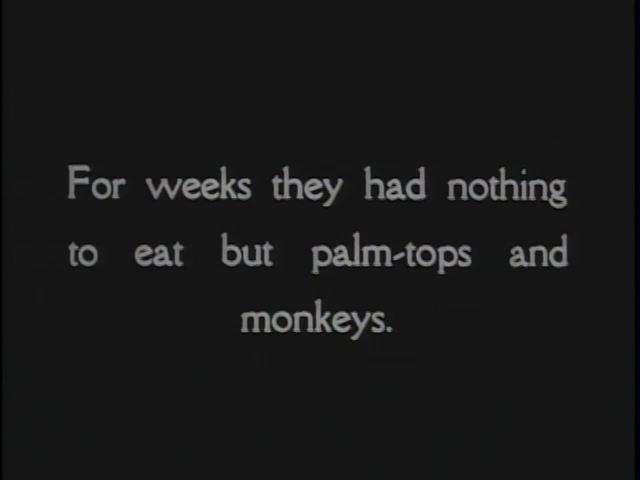 For weeks they had nothing
to eat but palm-tops and
monkeys.